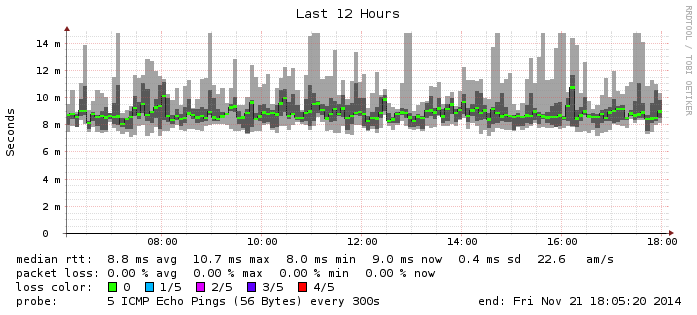 Last 12 Hours
RRDTOOL / TOBI OETIKER
Seconds
14 m
12 m
10 m
8 m
6 m
4 m
2 m
0
08:00 10:00 12:00 14:00 16:00 18:00
median rtt: 8.8 ms avg 10.7 ms max 8.0 ms min 9.0 ms now 0.4 ms sd 22.6 am/s
packet loss: 0.00 % avg 0.00 % max 0.00 % min 0.00 % now
loss color: 0 1/5 2/5 3/5 4/5
probe: 5 ICMP Echo Pings (56 Bytes) every 300s end: Fri Nov 21 18:05:20 2014